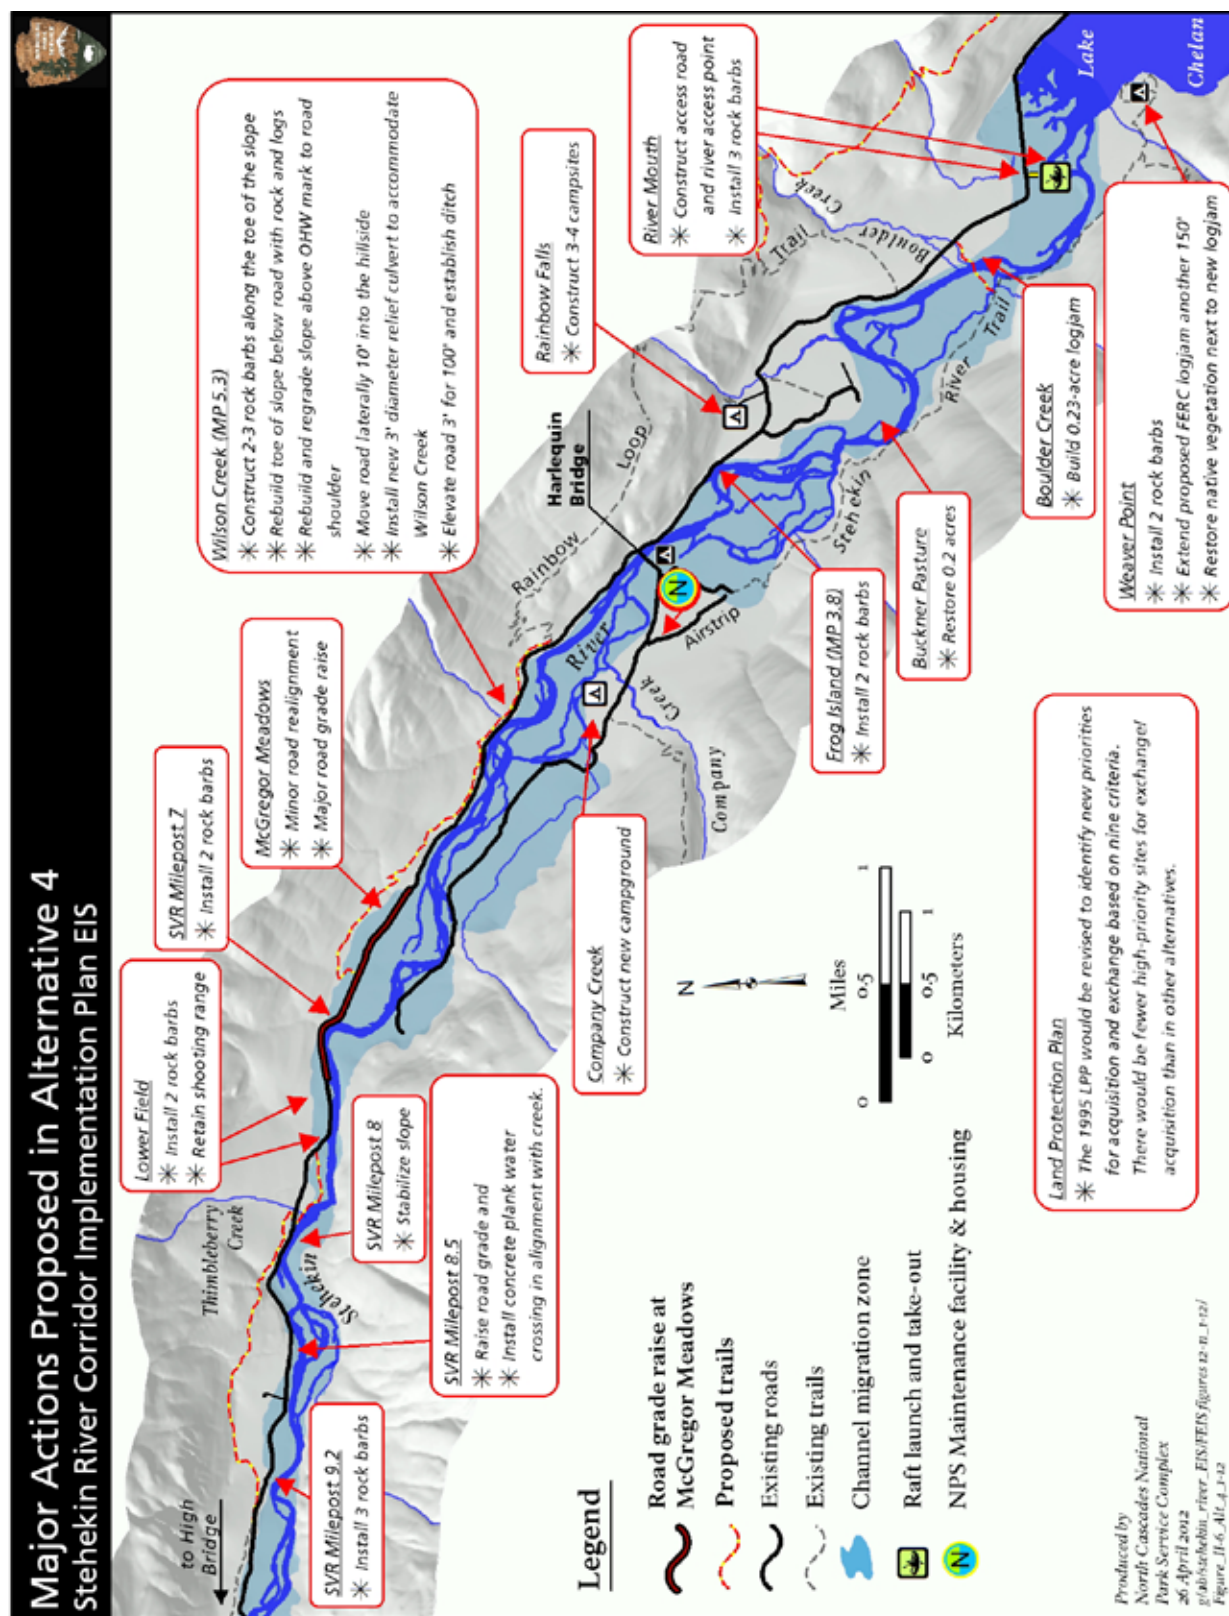 Major Actions Proposed in Alternative 4
Stehekin River Corridor Implementation Plan EIS
to High
Bridge
SVR Milepost 9.2
✳ Install 3 rock barbs
Thimbleberry
Creek
Stehekin
SVR Milepost 8.5
✳ Raise road grade and
✳ Install concrete plank water
crossing in alignment with creek.
SVR Milepost 8
✳ Stabilize slope
Lower Field
✳ Install 2 rock barbs
✳ Retain shooting range
SVR Milepost 7
✳ Install 2 rock barbs
McGregor Meadows
✳ Minor road realignment
✳ Major road grade raise
Wilson Creek (MP 5.3)
✳ Construct 2-3 rock barbs along the toe of the slope
✳ Rebuild toe of slope below road with rock and logs
✳ Rebuild and regrade slope above OHW mark to road
shoulder
✳ Move road laterally 10' into the hillside
✳ Install new 3' diameter relief culvert to accommodate
Wilson Creek
✳ Elevate road 3' for 100' and establish ditch
Company Creek
✳ Construct new campground
Company
Creek
River
Rainbow
Loop
Trail
Harlequin
Bridge
N
Airstrip
Rainbow Falls
✳ Construct 3-4 campsites
Frog Island (MP 3.8)
✳ Install 2 rock barbs
Buckner Pasture
✳ Restore 0.2 acres
Stehekin
River
Trail
Boulder
Creek
River Mouth
✳ Construct access road
and river access point
✳ Install 3 rock barbs
Boulder Creek
✳ Build 0.23-acre logjam
Weaver Point
✳ Install 2 rock barbs
✳ Extend proposed FERC logjam another 150'
✳ Restore native vegetation next to new logjam
Lake
Chelan
N
Miles
0 0.5 1
0 0.5 1
Kilometers
Land Protection Plan
✳ The 1995 LPP would be revised to identify new priorities
for acquisition and exchange based on nine criteria.
There would be fewer high-priority sites for exchange/
acquisition than in other alternatives.
Legend
Road grade raise at
McGregor Meadows
Proposed trails
Existing roads
Existing trails
Channel migration zone
Raft launch and take-out
N
NPS Maintenance facility & housing
Produced by
North Cascades National
Park Service Complex
26 April 2012